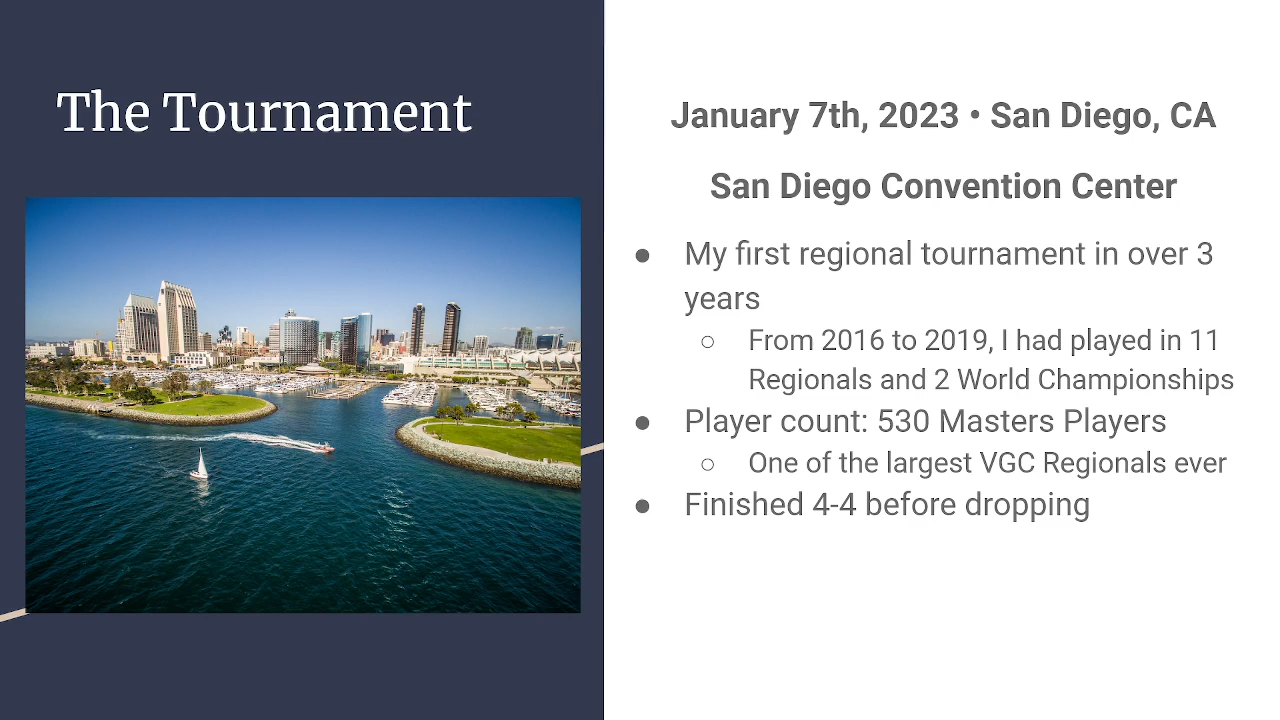 The Tournament
January 7th, 2023 • San Diego, CA
San Diego Convention Center
● My first regional tournament in over 3
years
○ From 2016 to 2019, I had played in 11
Regionals and 2 World Championships
● Player count: 530 Masters Players
○ One of the largest VGC Regionals ever
● Finished 4-4 before dropping